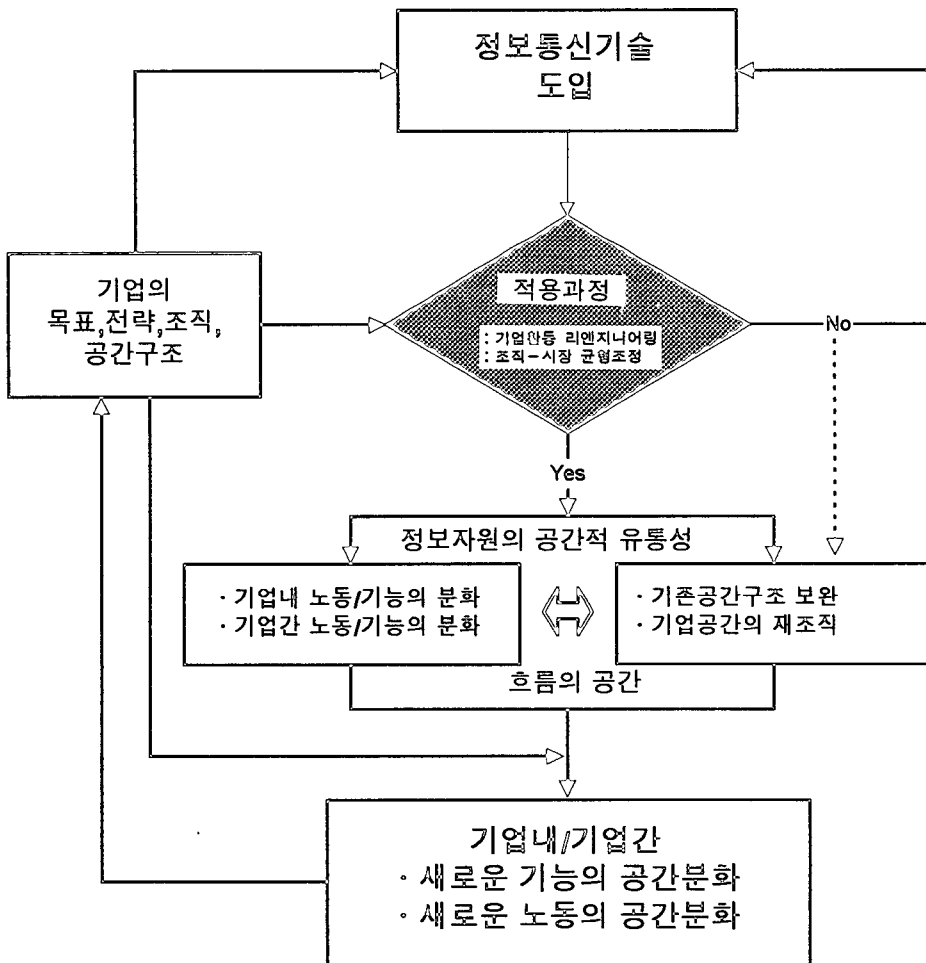 정보통신기술
도입
기업의
목표,전략,조직,
공간구조
적용과정
: 기업활동 리엔지니어링
: 조직-시장 균형조정
No
Yes
정보자원의 공간적 유통성
· 기업내 노동/기능의 분화
· 기업간 노동/기능의 분화
· 기존공간구조 보완
· 기업공간의 재조직
흐름의 공간
기업내/기업간
· 새로운 기능의 공간분화
· 새로운 노동의 공간분화